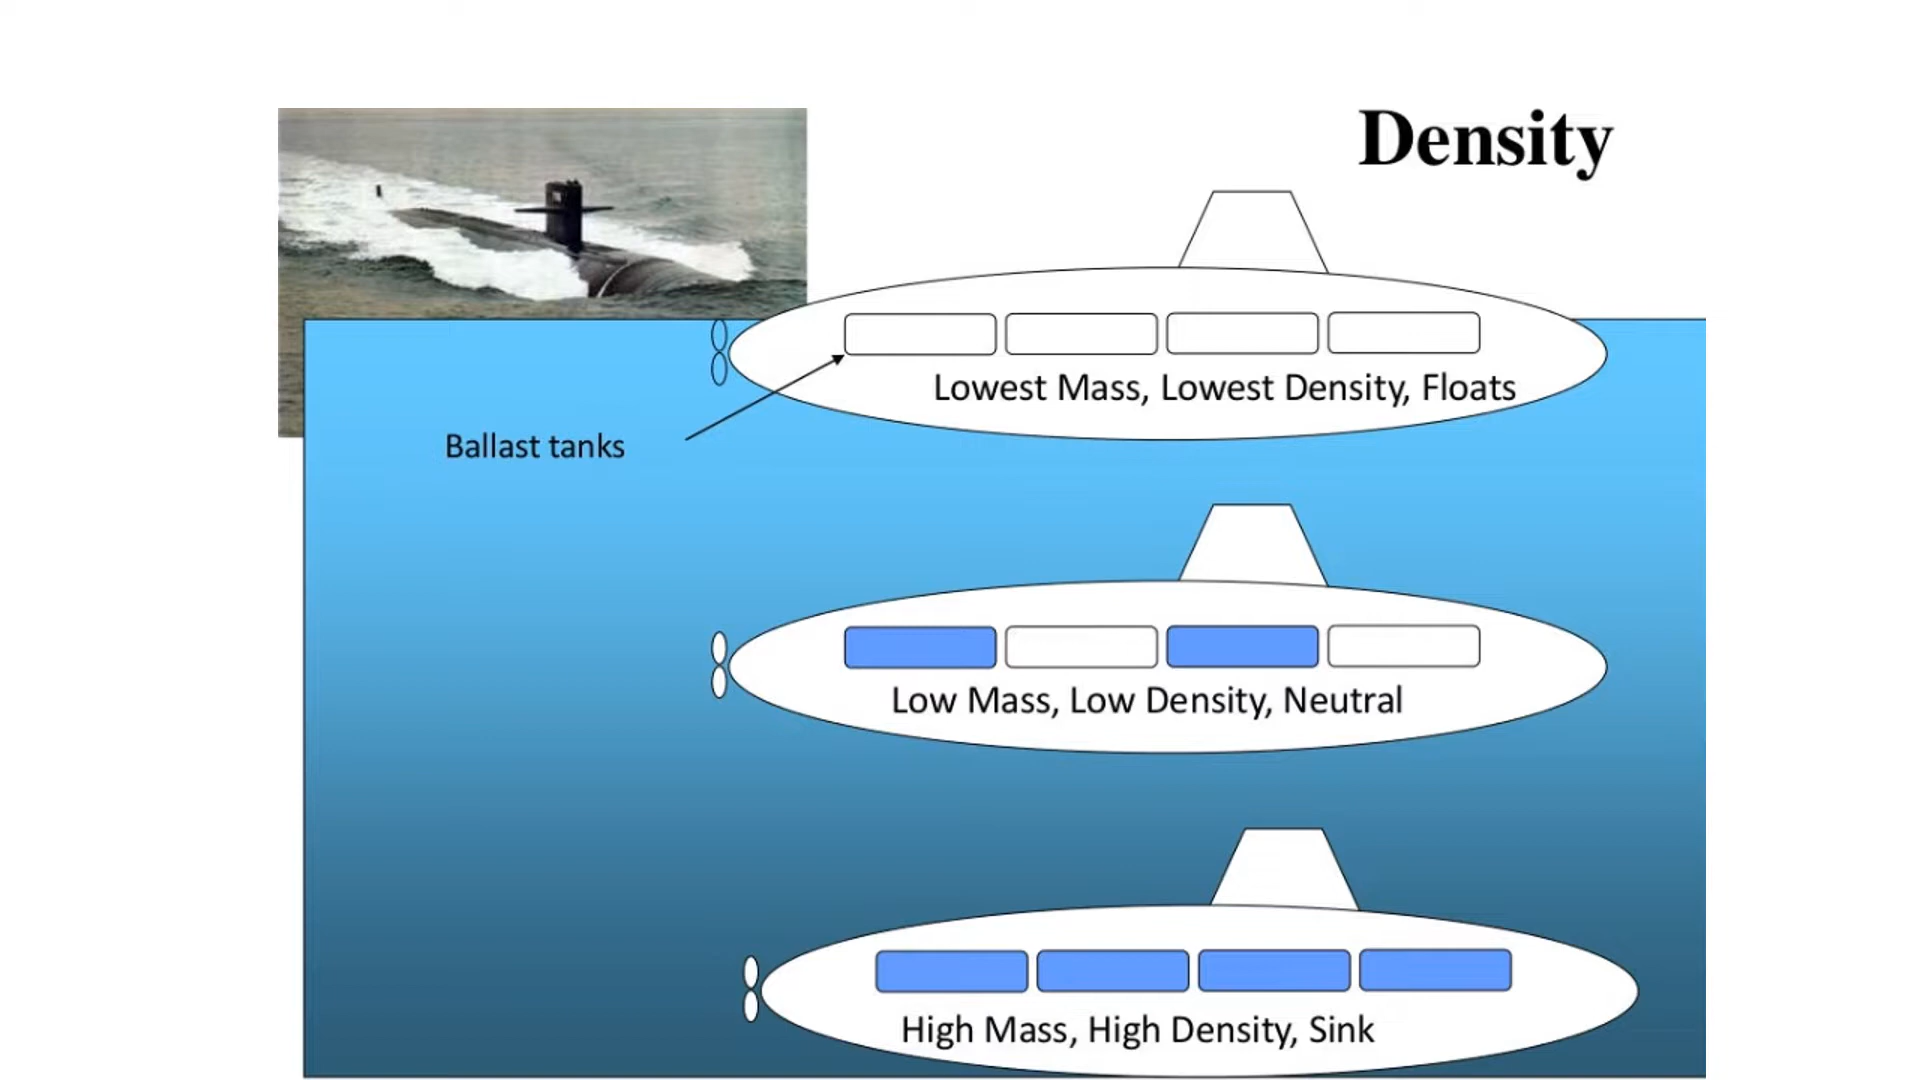 Density
Lowest Mass, Lowest Density, Floats
Ballast tanks
Low Mass, Low Density, Neutral
High Mass, High Density, Sink